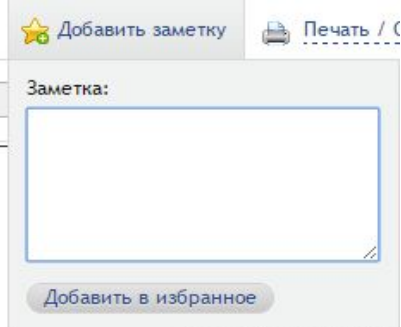 Добавить заметку Печать /
Заметка:
Добавить в избранное